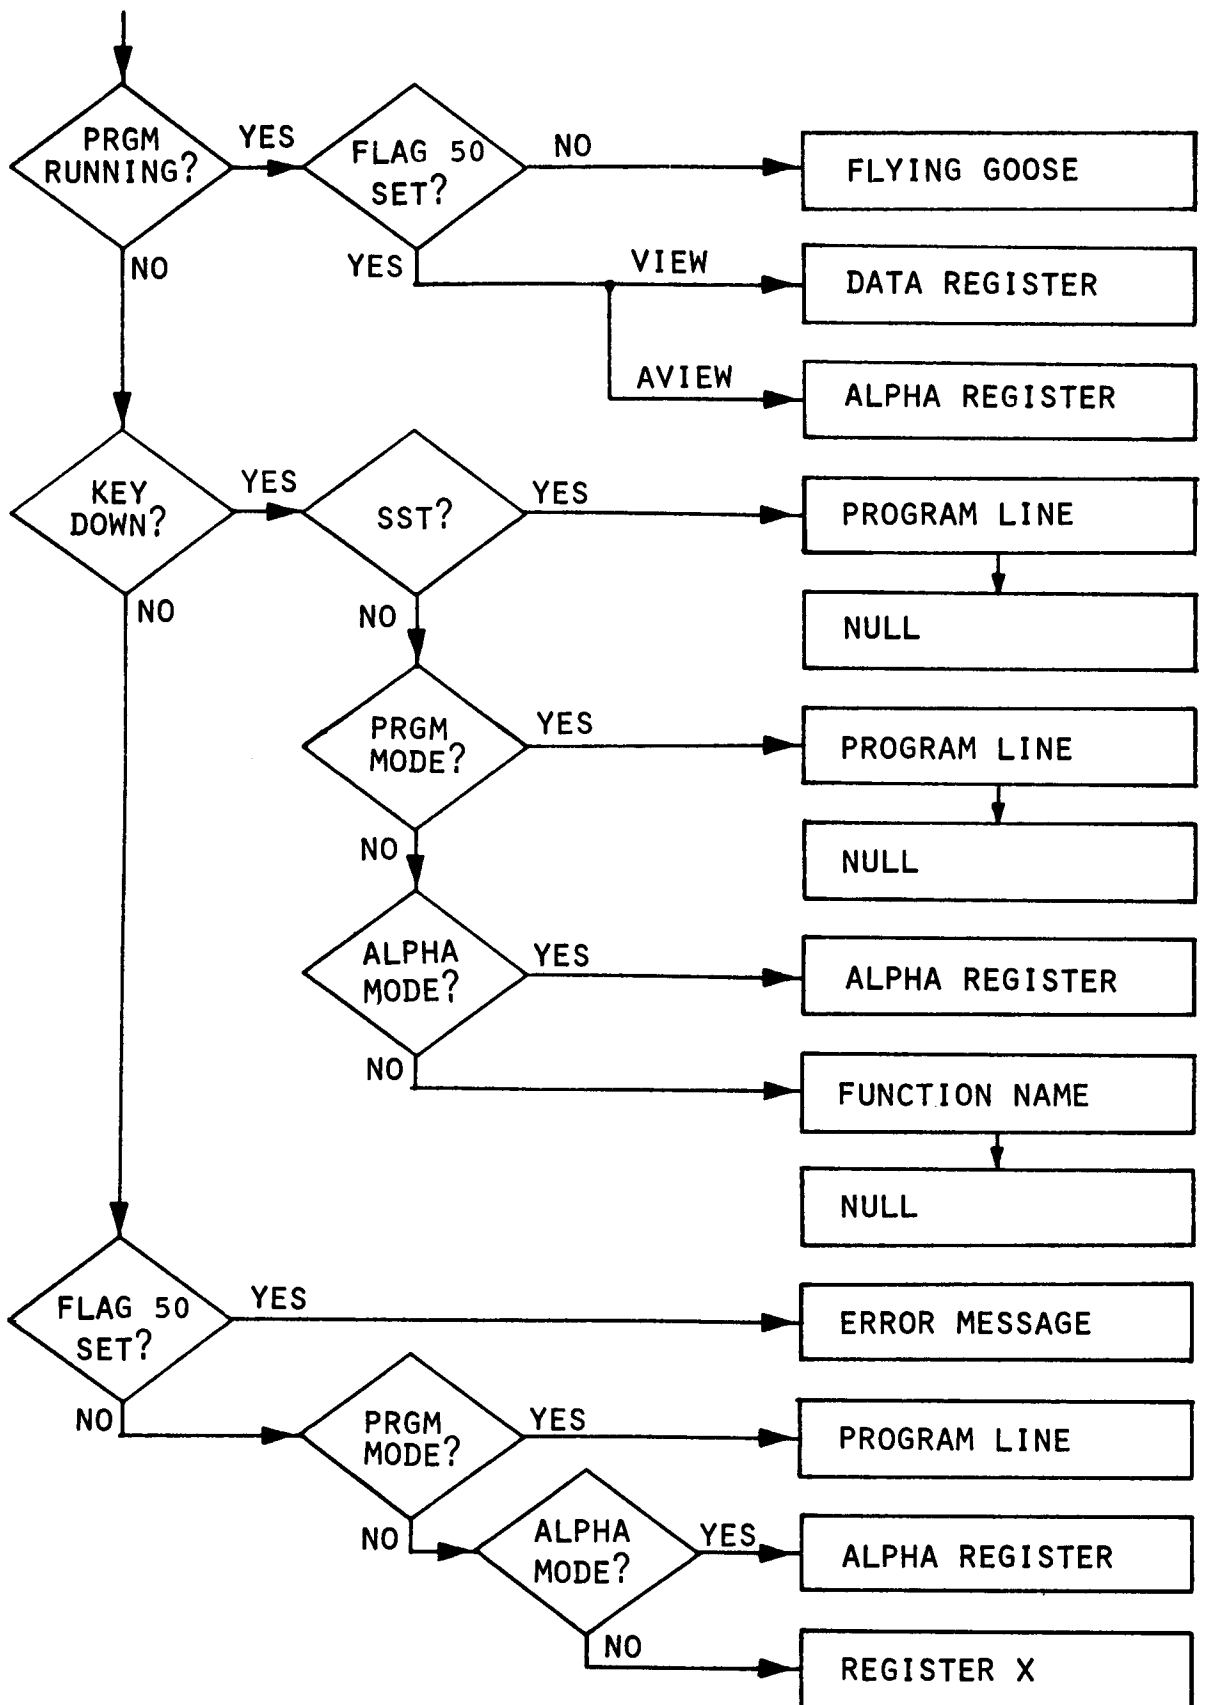 PRGM
RUNNING?
YES
FLAG 50
SET?
NO
FLYING GOOSE
NO
YES
VIEW
DATA REGISTER
AVIEW
ALPHA REGISTER
KEY
DOWN?
YES
SST?
YES
PROGRAM LINE
NO
NO
NULL
PRGM
MODE?
YES
PROGRAM LINE
NO
NULL
ALPHA
MODE?
YES
ALPHA REGISTER
NO
FUNCTION NAME
NULL
FLAG 50
SET?
YES
ERROR MESSAGE
NO
PRGM
MODE?
YES
PROGRAM LINE
NO
ALPHA
MODE?
YES
ALPHA REGISTER
NO
REGISTER X